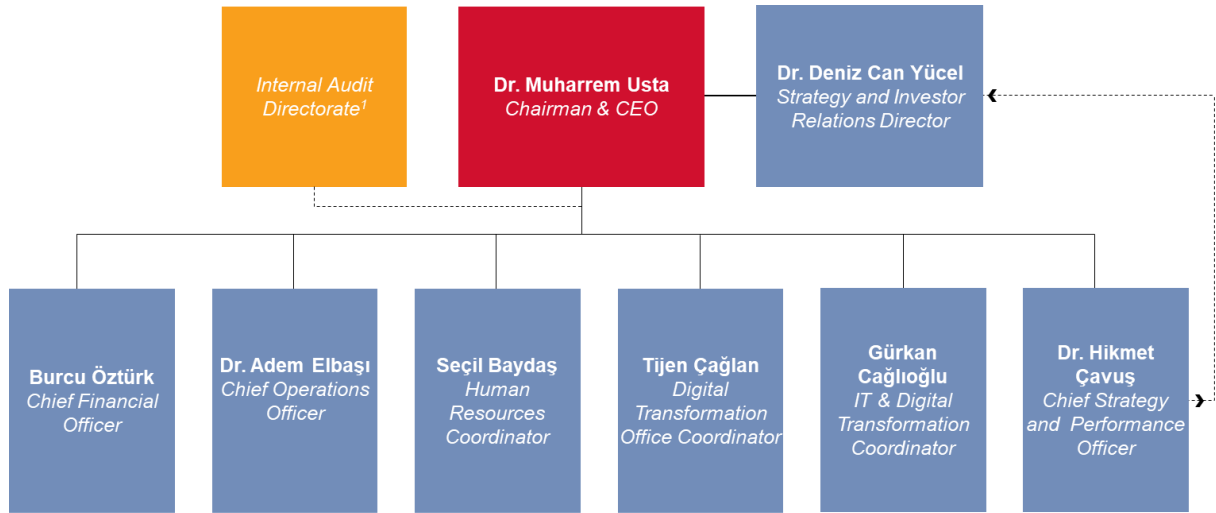 Internal Audit
Directorate¹
Dr. Muharrem Usta
Chairman & CEO
Dr. Deniz Can Yücel
Strategy and Investor
Relations Director
Burcu Öztürk
Chief Financial
Officer
Dr. Adem Elbaşı
Chief Operations
Officer
Seçil Baydaş
Human
Resources
Coordinator
Tijen Çağlan
Digital
Transformation
Office Coordinator
Gürkan
Cağlıoğlu
IT & Digital
Transformation
Coordinator
Dr. Hikmet
Çavuş
Chief Strategy
and Performance
Officer